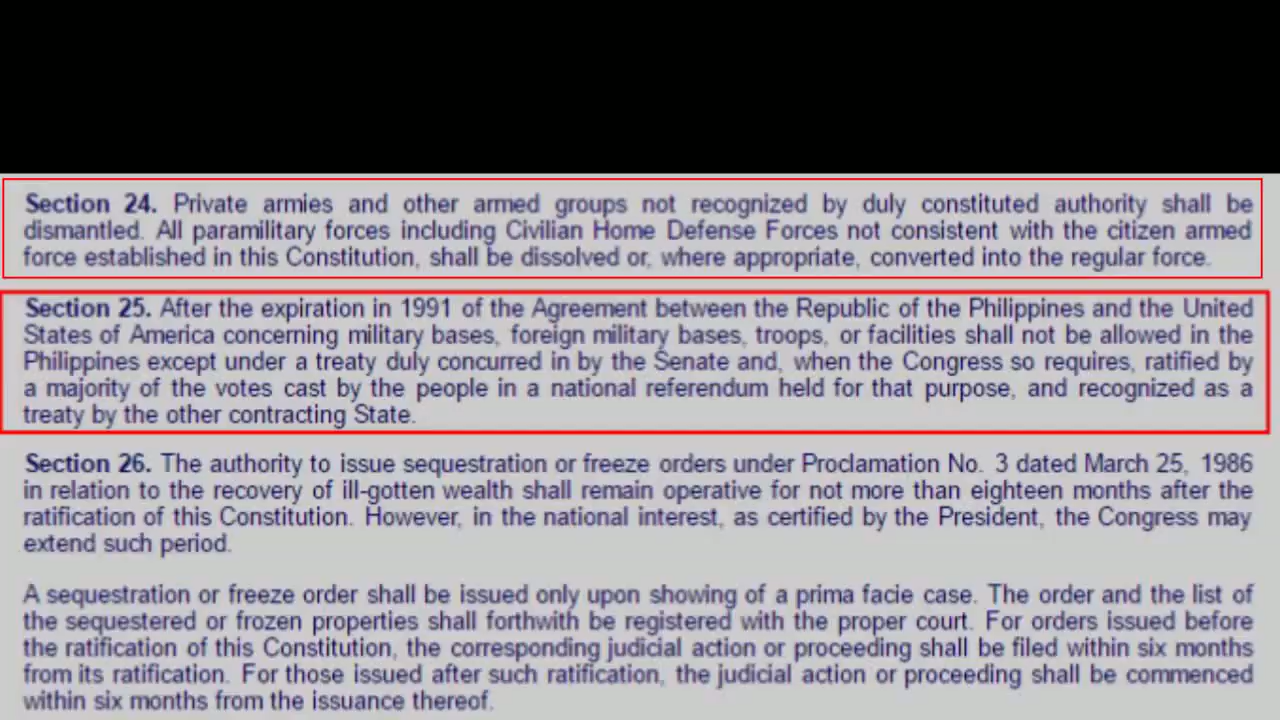 Section 24. Private armies and other armed groups not recognized by duly constituted authority shall be
dismantled. All paramilitary forces including Civilian Home Defense Forces not consistent with the citizen armed
force established in this Constitution, shall be dissolved or, where appropriate, converted into the regular force.
Section 25. After the expiration in 1991 of the Agreement between the Republic of the Philippines and the United
States of America concerning military bases, foreign military bases, troops, or facilities shall not be allowed in the
Philippines except under a treaty duly concurred in by the Senate and, when the Congress so requires, ratified by
a majority of the votes cast by the people in a national referendum held for that purpose, and recognized as a
treaty by the other contracting State.
Section 26. The authority to issue sequestration or freeze orders under Proclamation No. 3 dated March 25, 1986
in relation to the recovery of ill-gotten wealth shall remain operative for not more than eighteen months after the
ratification of this Constitution. However, in the national interest, as certified by the President, the Congress may
extend such period.
A sequestration or freeze order shall be issued only upon showing of a prima facie case. The order and the list of
the sequestered or frozen properties shall forthwith be registered with the proper court. For orders issued before
the ratification of this Constitution, the corresponding judicial action or proceeding shall be filed within six months
from its ratification. For those issued after such ratification, the judicial action or proceeding shall be commenced
within six months from the issuance thereof.